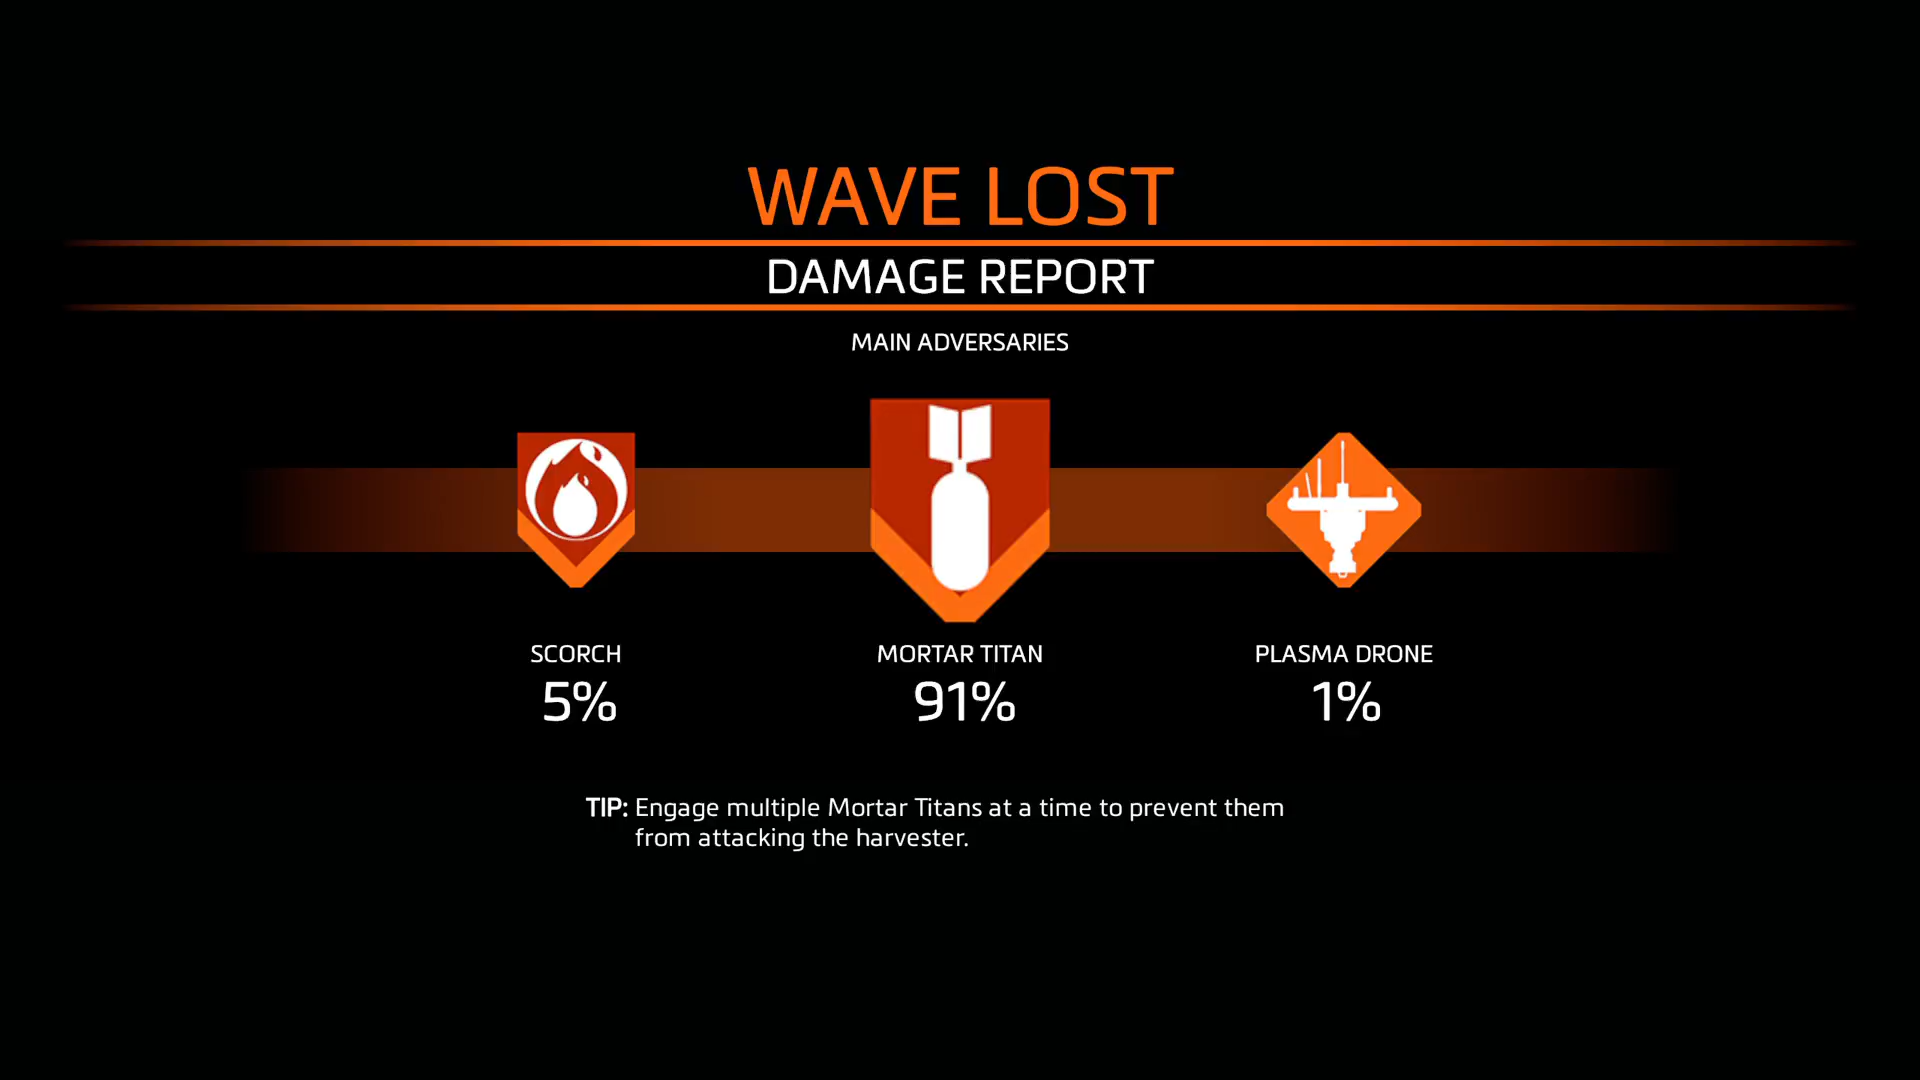 WAVE LOST
DAMAGE REPORT
MAIN ADVERSARIES
SCORCH
5%
MORTAR TITAN
91%
PLASMA DRONE
1%
TIP: Engage multiple Mortar Titans at a time to prevent them
from attacking the harvester.